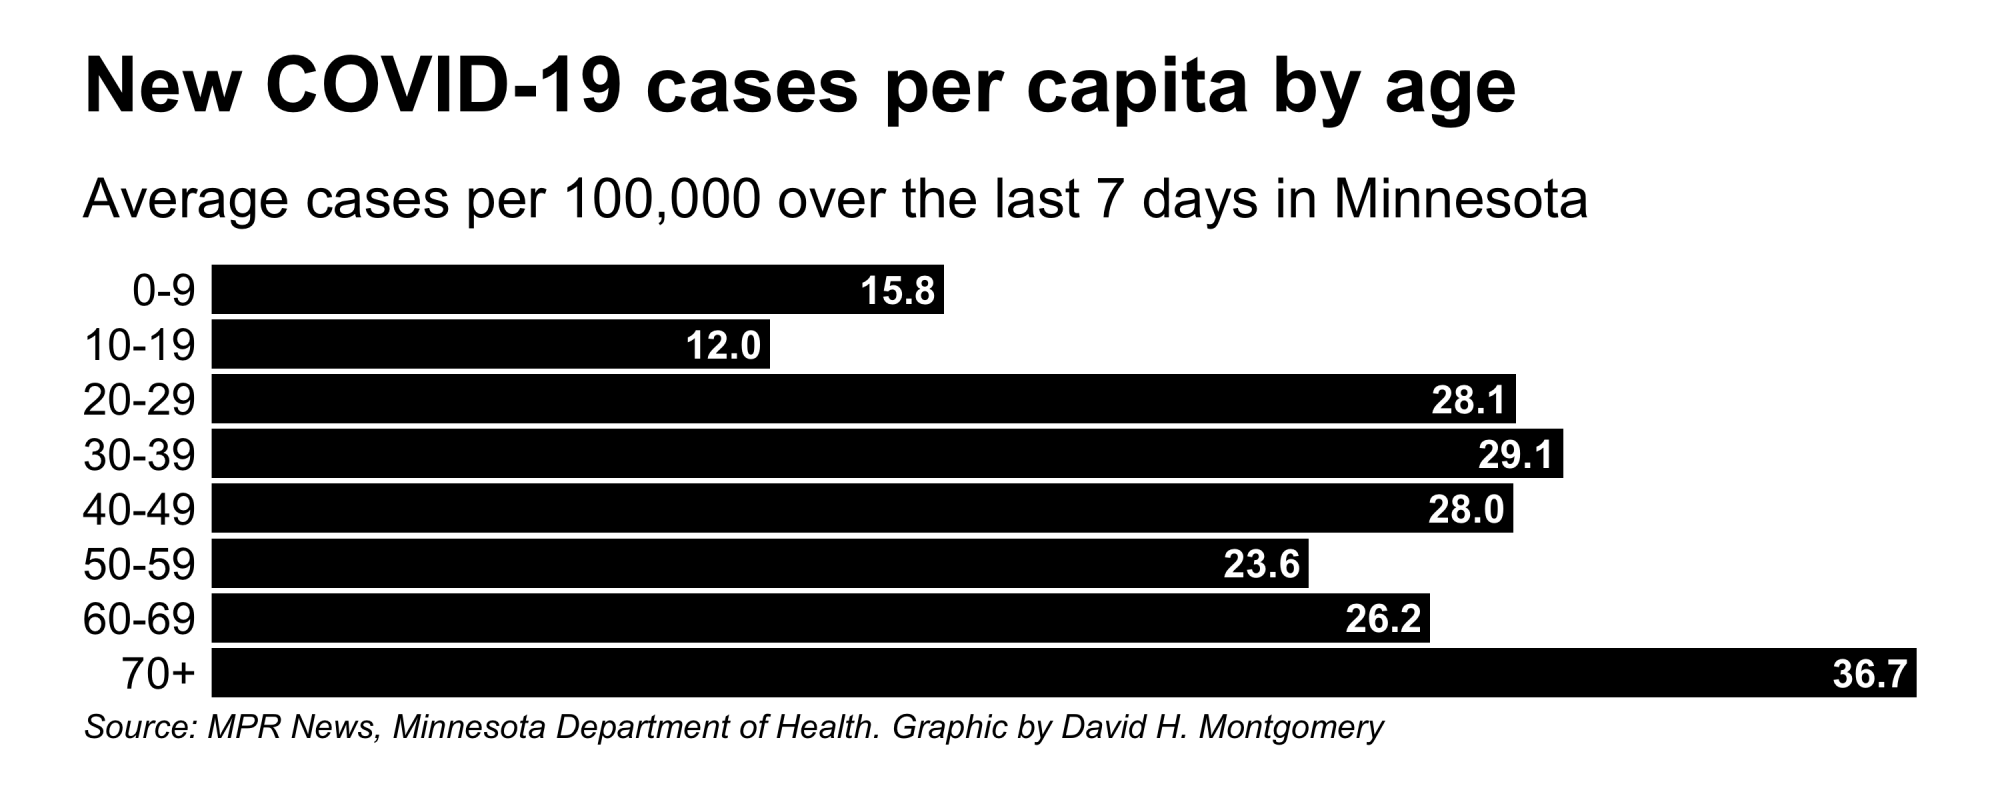 New COVID-19 cases per capita by age
Average cases per 100,000 over the last 7 days in Minnesota
0-9 15.8
10-19 12.0
20-29 28.1
30-39 29.1
40-49 28.0
50-59 23.6
60-69 26.2
70+ 36.7
Source: MPR News, Minnesota Department of Health. Graphic by David H. Montgomery